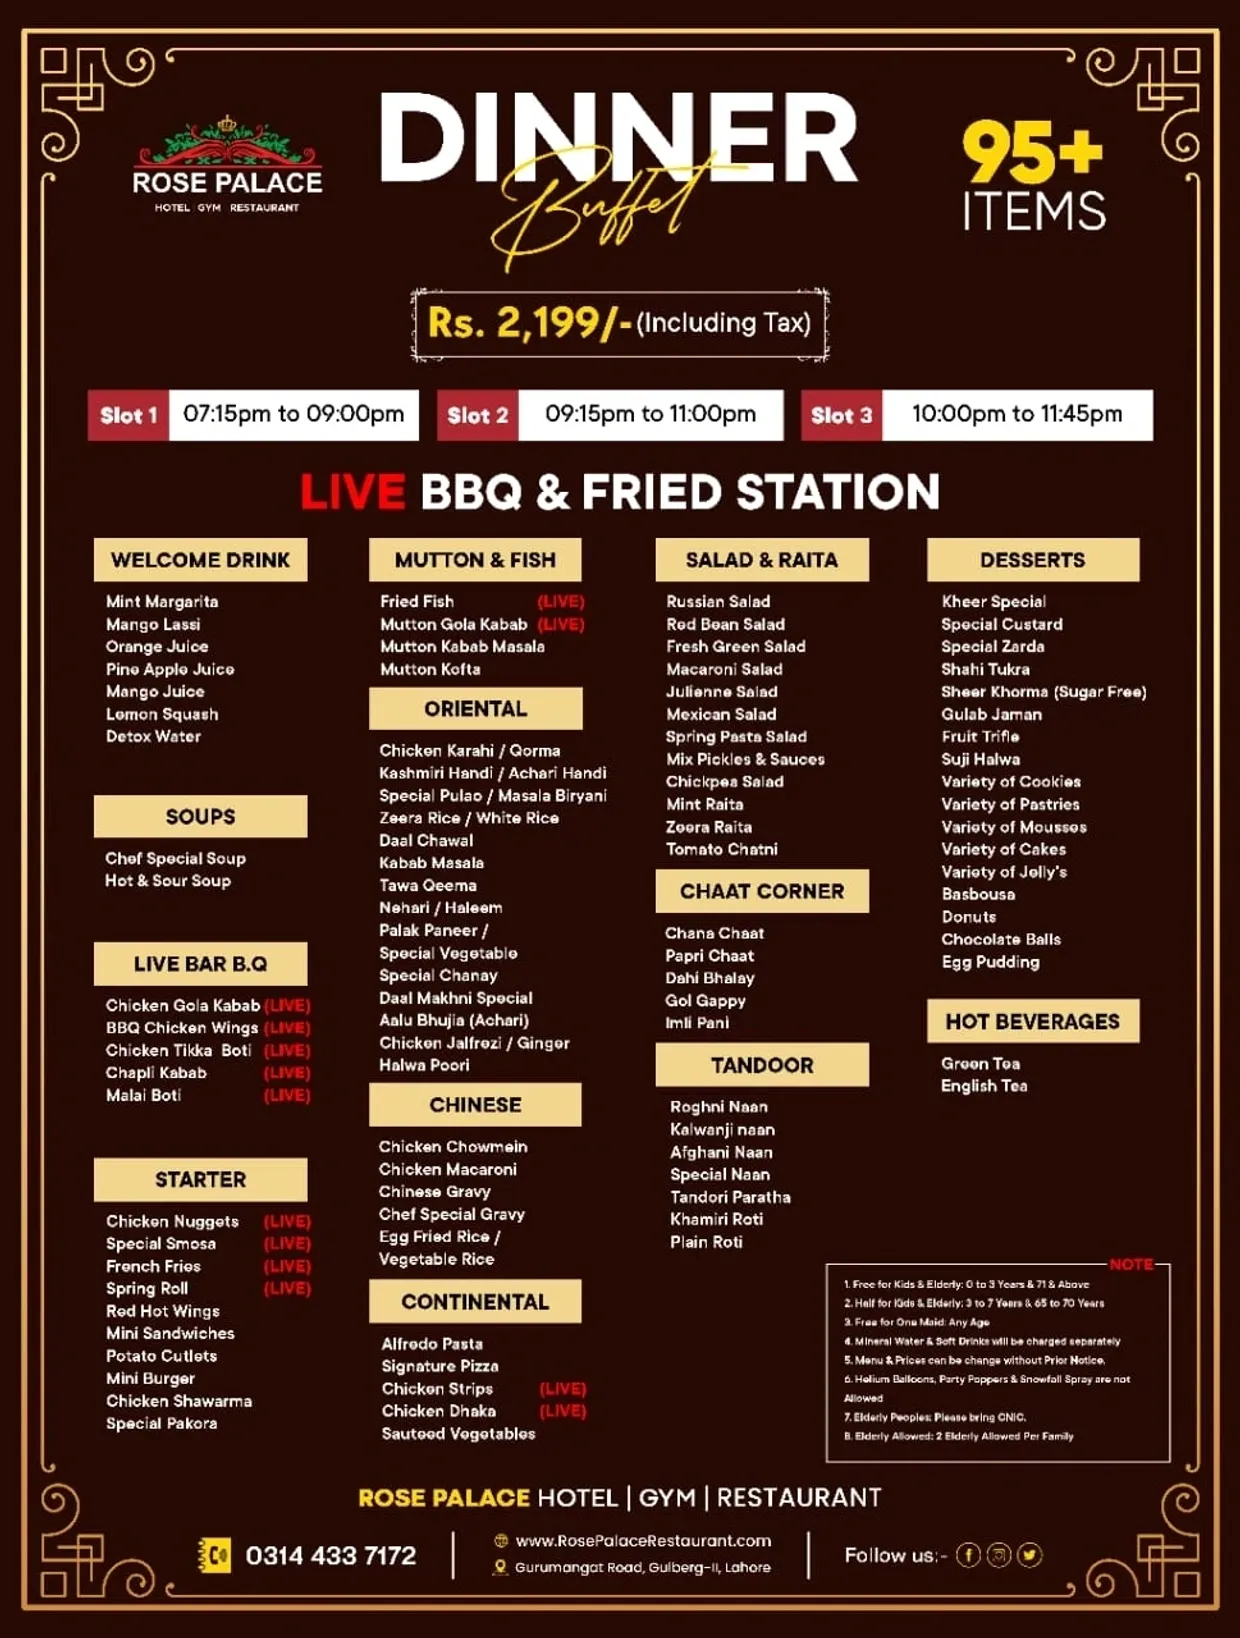 ROSE PALACE
HOTEL GYM RESTAURANT
DINNER
Buffet
95+
ITEMS
Rs. 2,199/- (Including Tax)
Slot 1 07:15pm to 09:00pm
Slot 2 09:15pm to 11:00pm
Slot 3 10:00pm to 11:45pm
LIVE BBQ & FRIED STATION
WELCOME DRINK
Mint Margarita
Mango Lassi
Orange Juice
Pine Apple Juice
Mango Juice
Lemon Squash
Detox Water
SOUPS
Chef Special Soup
Hot & Sour Soup
LIVE BAR B.Q
Chicken Gola Kabab (LIVE)
BBQ Chicken Wings (LIVE)
Chicken Tikka Boti (LIVE)
Chapli Kabab (LIVE)
Malai Boti (LIVE)
STARTER
Chicken Nuggets (LIVE)
Special Smosa (LIVE)
French Fries (LIVE)
Spring Roll (LIVE)
Red Hot Wings
Mini Sandwiches
Potato Cutlets
Mini Burger
Chicken Shawarma
Special Pakora
MUTTON & FISH
Fried Fish (LIVE)
Mutton Gola Kabab (LIVE)
Mutton Kabab Masala
Mutton Kofta
ORIENTAL
Chicken Karahi / Qorma
Kashmiri Handi / Achari Handi
Special Pulao / Masala Biryani
Zeera Rice / White Rice
Daal Chawal
Kabab Masala
Tawa Qeema
Nehari / Haleem
Palak Paneer /
Special Vegetable
Special Chanay
Daal Makhni Special
Aalu Bhujia (Achari)
Chicken Jalfrezi / Ginger
Halwa Poori
CHINESE
Chicken Chowmein
Chicken Macaroni
Chinese Gravy
Chef Special Gravy
Egg Fried Rice /
Vegetable Rice
CONTINENTAL
Alfredo Pasta
Signature Pizza
Chicken Strips (LIVE)
Chicken Dhaka (LIVE)
Sauteed Vegetables
SALAD & RAITA
Russian Salad
Red Bean Salad
Fresh Green Salad
Macaroni Salad
Julienne Salad
Mexican Salad
Spring Pasta Salad
Mix Pickles & Sauces
Chickpea Salad
Mint Raita
Zeera Raita
Tomato Chatni
CHAAT CORNER
Chana Chaat
Papri Chaat
Dahi Bhalay
Gol Gappy
Imli Pani
TANDOOR
Roghni Naan
Kalwanji naan
Afghani Naan
Special Naan
Tandori Paratha
Khamiri Roti
Plain Roti
DESSERTS
Kheer Special
Special Custard
Special Zarda
Shahi Tukra
Sheer Khorma (Sugar Free)
Gulab Jaman
Fruit Trifle
Suji Halwa
Variety of Cookies
Variety of Pastries
Variety of Mousses
Variety of Cakes
Variety of Jelly's
Basbousa
Donuts
Chocolate Balls
Egg Pudding
HOT BEVERAGES
Green Tea
English Tea
NOTE
1. Free for Kids & Elderly: 0 to 3 Years & 71 & Above
2. Half for Kids & Elderly: 3 to 7 Years & 65 to 70 Years
3. Free for One Maid: Any Age
4. Mineral Water & Soft Drinks will be charged separately
5. Menu & Prices can be change without Prior Notice.
6. Helium Balloons, Party Poppers & Snowfall Spray are not
Allowed
7. Elderly Peoples: Please bring CNIC.
8. Elderly Allowed: 2 Elderly Allowed Per Family
ROSE PALACE HOTEL | GYM | RESTAURANT
0314 433 7172
www.RosePalaceRestaurant.com
Gurumangat Road, Gulberg-II, Lahore
Follow us:-